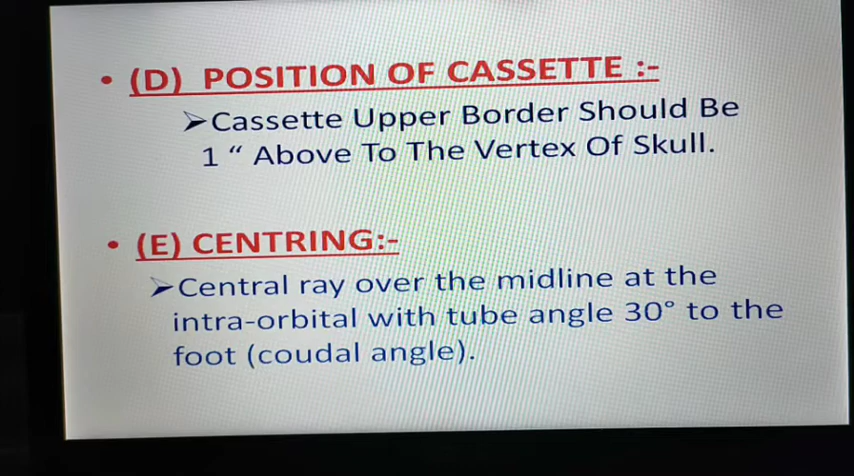 • (D) POSITION OF CASSETTE :-
➢Cassette Upper Border Should Be
1 “ Above To The Vertex Of Skull.
• (E) CENTRING:-
➢Central ray over the midline at the
intra-orbital with tube angle 30° to the
foot (coudal angle).